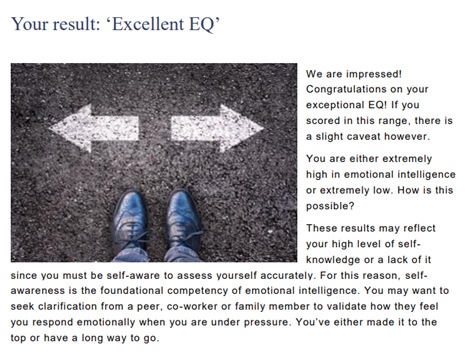 Your result: ‘Excellent EQ’
We are impressed!
Congratulations on your
exceptional EQ! If you
scored in this range, there is
a slight caveat however.
You are either extremely
high in emotional intelligence
or extremely low. How is this
possible?
These results may reflect
your high level of self-
knowledge or a lack of it
since you must be self-aware to assess yourself accurately. For this reason, self-
awareness is the foundational competency of emotional intelligence. You may want to
seek clarification from a peer, co-worker or family member to validate how they feel
you respond emotionally when you are under pressure. You’ve either made it to the
top or have a long way to go.